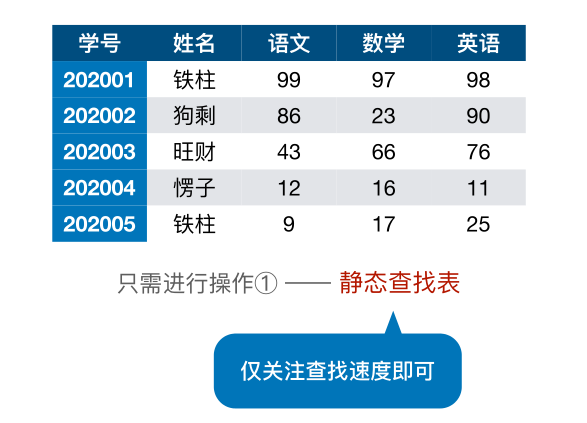 学号 姓名 语文 数学 英语
202001 铁柱 99 97 98
202002 狗剩 86 23 90
202003 旺财 43 66 76
202004 愣子 12 16 11
202005 铁柱 9 17 25
只需进行操作① —— 静态查找表
仅关注查找速度即可